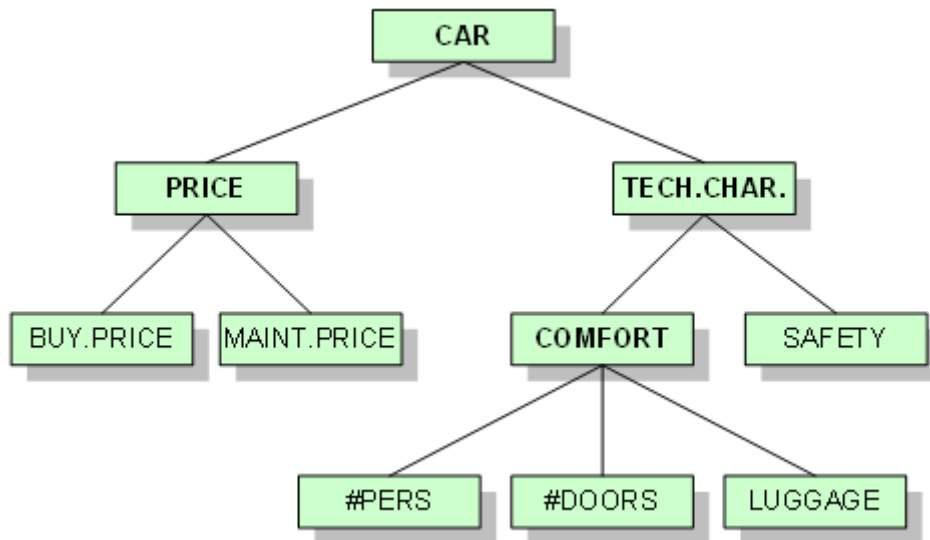 CAR
PRICE
TECH.CHAR.
BUY.PRICE
MAINT.PRICE
COMFORT
SAFETY
#PERS
#DOORS
LUGGAGE